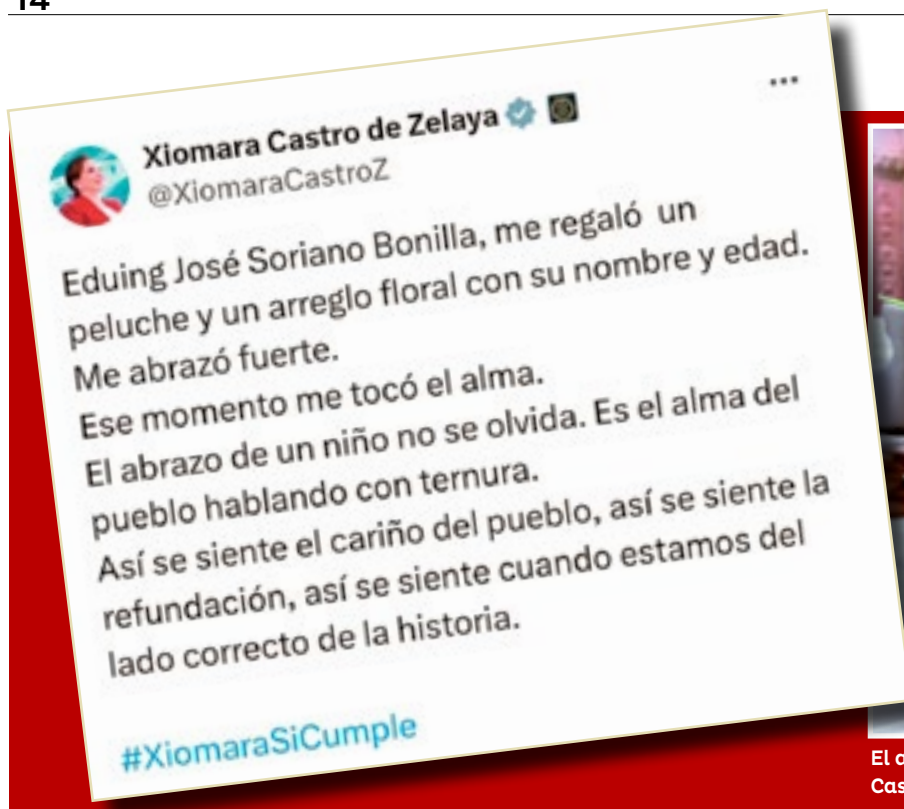 14
Xiomara Castro de Zelaya
@XiomaraCastroZ
Eduing José Soriano Bonilla, me regaló un
peluche y un arreglo floral con su nombre y edad.
Me abrazó fuerte.
Ese momento me tocó el alma.
El abrazo de un niño no se olvida. Es el alma del
pueblo hablando con ternura.
Así se siente el cariño del pueblo, así se siente la
refundación, así se siente cuando estamos del
lado correcto de la historia.
#XiomaraSiCumple
El
Cas